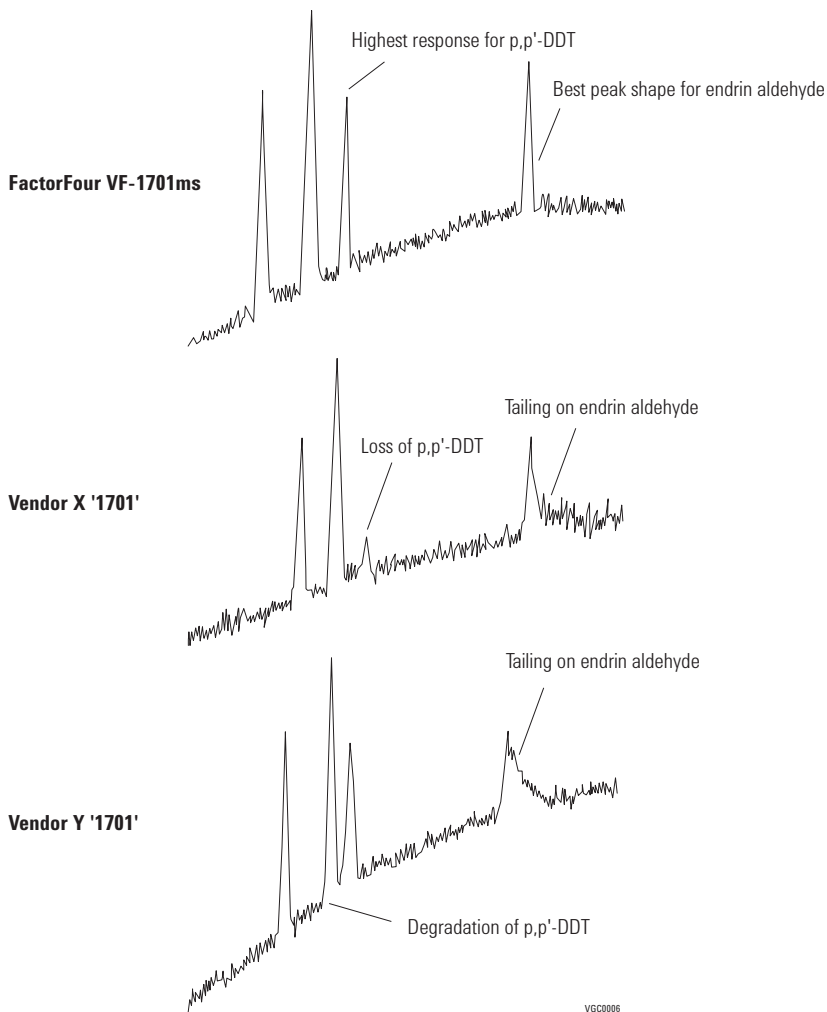 Highest response for p,p'-DDT
Best peak shape for endrin aldehyde
FactorFour VF-1701ms
Tailing on endrin aldehyde
Loss of p,p'-DDT
Vendor X '1701'
Tailing on endrin aldehyde
Vendor Y '1701'
Degradation of p,p'-DDT
VGC0006